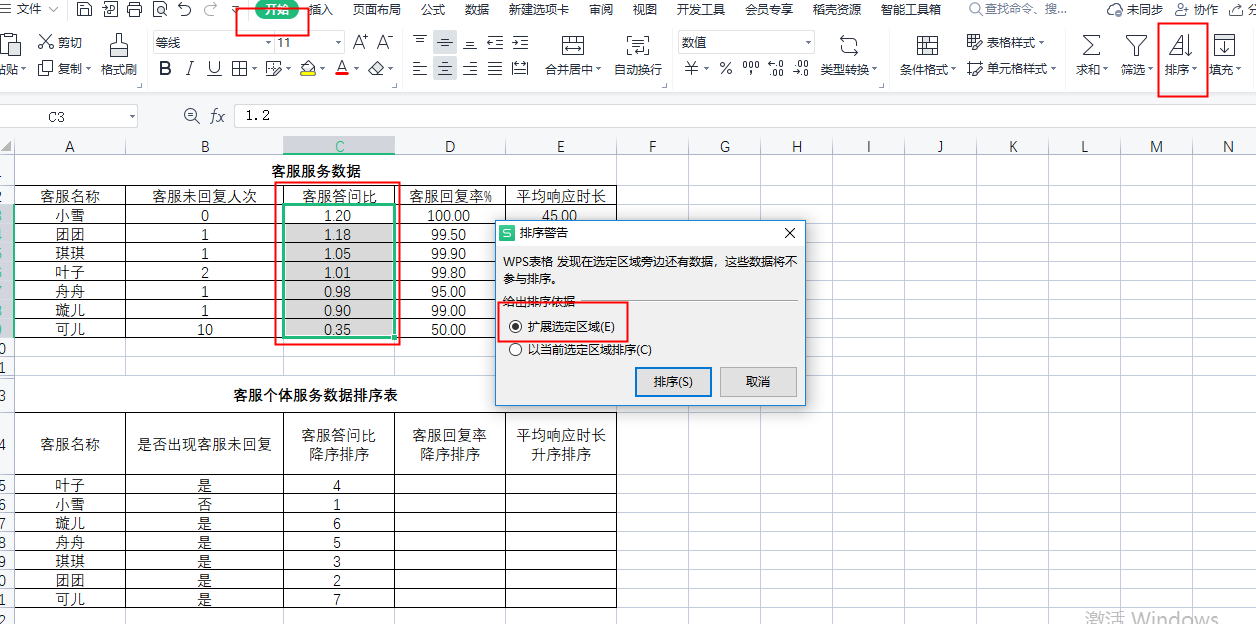 文件 开始 插入 页面布局 公式 数据 新建选项卡 审阅 视图 开发工具 会员专享 稻壳资源 智能工具箱 查找命令、搜... 未同步 协作
剪切 等线 11 A+ A- 数值 表格样式
复制 格式刷 B I U A 合并居中 自动换行 ¥ % 类型转换 条件格式 单元格样式 求和 筛选 排序 填充
C3 fx 1.2
A B C D E F G H I J K L M N
客服服务数据
客服名称 客服未回复人次 客服答问比 客服回复率% 平均响应时长
小雪 0 1.20 100.00 45.00
团团 1 1.18 99.50
琪琪 1 1.05 99.90
叶子 2 1.01 99.80
舟舟 1 0.98 95.00
璇儿 1 0.90 99.00
可儿 10 0.35 50.00
排序警告
WPS表格 发现在选定区域旁边还有数据，这些数据将不
参与排序。
给出排序依据
扩展选定区域(E)
以当前选定区域排序(C)
排序(S) 取消
客服个体服务数据排序表
客服名称 是否出现客服未回复 客服答问比 降序排序 客服回复率 降序排序 平均响应时长 升序排序
叶子 是 4
小雪 否 1
璇儿 是 6
舟舟 是 5
琪琪 是 3
团团 是 2
可儿 是 7
激活 Windows